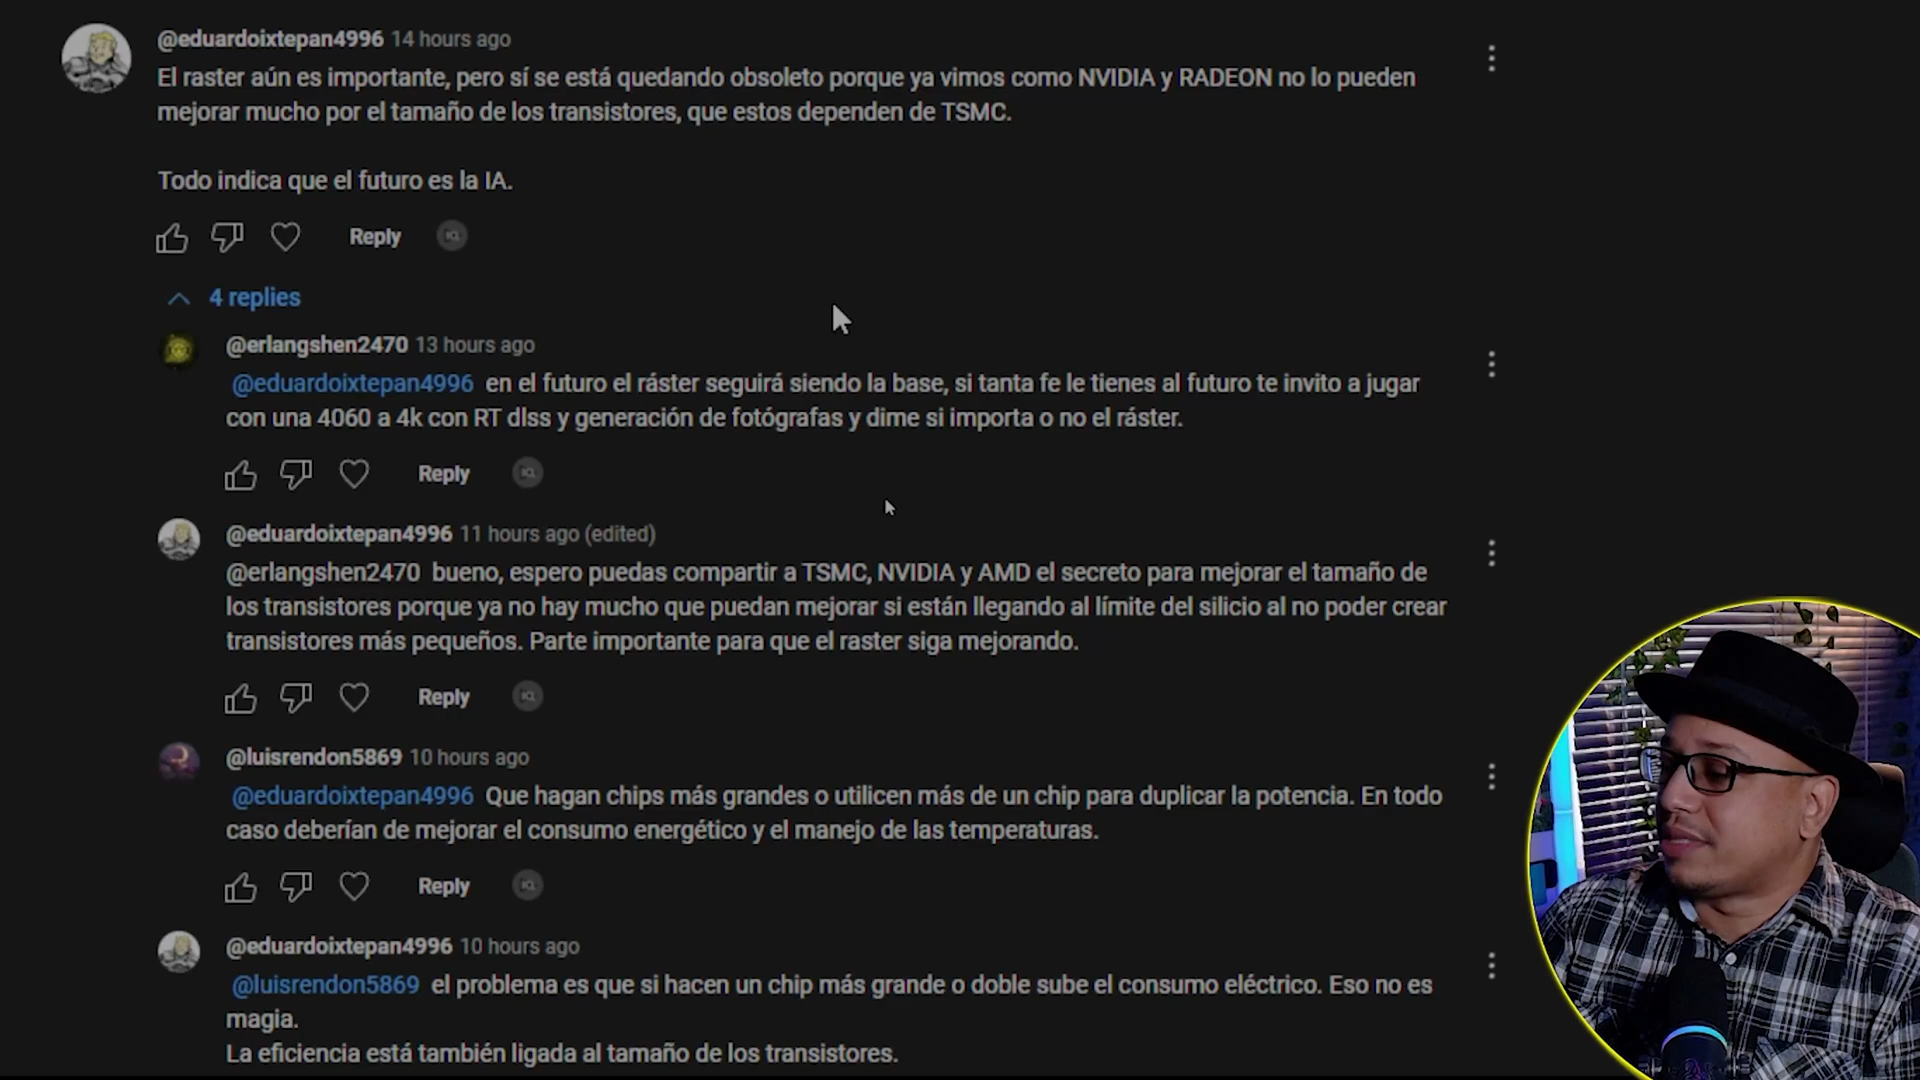 @eduardoixtepan4996 14 hours ago
El raster aún es importante, pero sí se está quedando obsoleto porque ya vimos como NVIDIA y RADEON no lo pueden
mejorar mucho por el tamaño de los transistores, que estos dependen de TSMC.
Todo indica que el futuro es la IA.
Reply
4 replies
@erlangshen2470 13 hours ago
@eduardoixtepan4996 en el futuro el ráster seguirá siendo la base, si tanta fe le tienes al futuro te invito a jugar
con una 4060 a 4k con RT dlss y generación de fotógrafas y dime si importa o no el ráster.
Reply
@eduardoixtepan4996 11 hours ago (edited)
@erlangshen2470 bueno, espero puedas compartir a TSMC, NVIDIA y AMD el secreto para mejorar el tamaño de
los transistores porque ya no hay mucho que puedan mejorar si están llegando al límite del silicio al no poder crear
transistores más pequeños. Parte importante para que el raster siga mejorando.
Reply
@luisrendon5869 10 hours ago
@eduardoixtepan4996 Que hagan chips más grandes o utilicen más de un chip para duplicar la potencia. En todo
caso deberían de mejorar el consumo energético y el manejo de las temperaturas.
Reply
@eduardoixtepan4996 10 hours ago
@luisrendon5869 el problema es que si hacen un chip más grande o doble sube el consumo eléctrico. Eso no es
magia.
La eficiencia está también ligada al tamaño de los transistores.